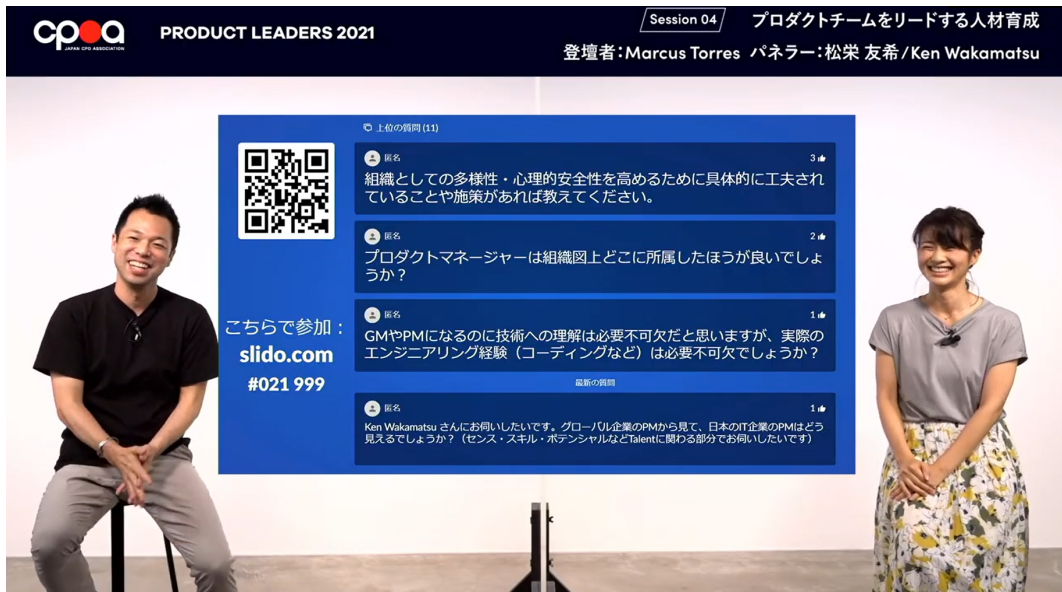 cpoa
JAPAN CPO ASSOCIATION
PRODUCT LEADERS 2021
Session 04
プロダクトチームをリードする人材育成
登壇者：Marcus Torres パネラー：松栄 友希/Ken Wakamatsu
上位の質問 (11)
匿名
3
組織としての多様性・心理的安全性を高めるために具体的に工夫され
ていることや施策があれば教えてください。
匿名
2
プロダクトマネージャーは組織図上どこに所属したほうが良いでしょ
うか？
匿名
1
GMやPMになるのに技術への理解は必要不可欠だと思いますが、実際の
エンジニアリング経験（コーディングなど）は必要不可欠でしょうか？
最新の質問
匿名
1
Ken Wakamatsu さんにお伺いしたいです。グローバル企業のPMから見て、日本のIT企業のPMはどう
見えるでしょうか？（センス・スキル・ポテンシャルなどTalentに関わる部分でお伺いしたいです）
こちらで参加：
slido.com
#021 999